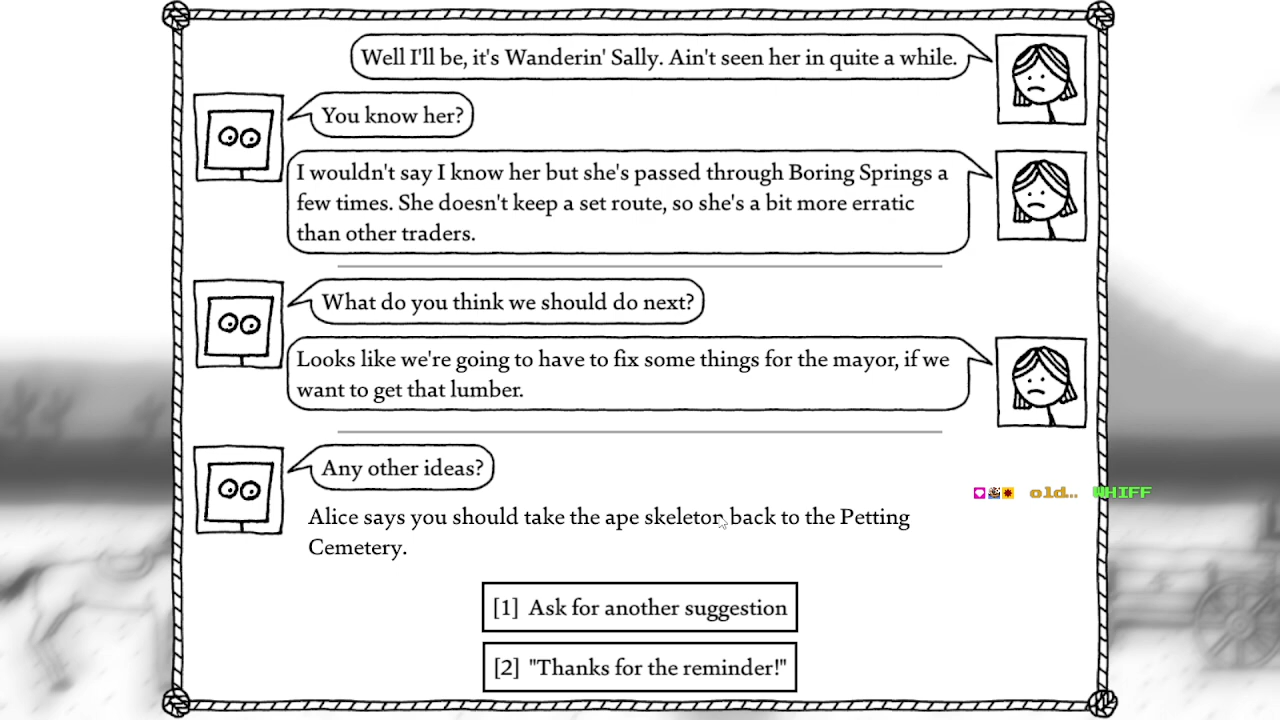 Well I'll be, it's Wanderin' Sally. Ain't seen her in quite a while.
You know her?
I wouldn't say I know her but she's passed through Boring Springs a
few times. She doesn't keep a set route, so she's a bit more erratic
than other traders.
What do you think we should do next?
Looks like we're going to have to fix some things for the mayor, if we
want to get that lumber.
Any other ideas?
old… WHIFF
Alice says you should take the ape skeleton back to the Petting
Cemetery.
[1] Ask for another suggestion
[2] "Thanks for the reminder!"